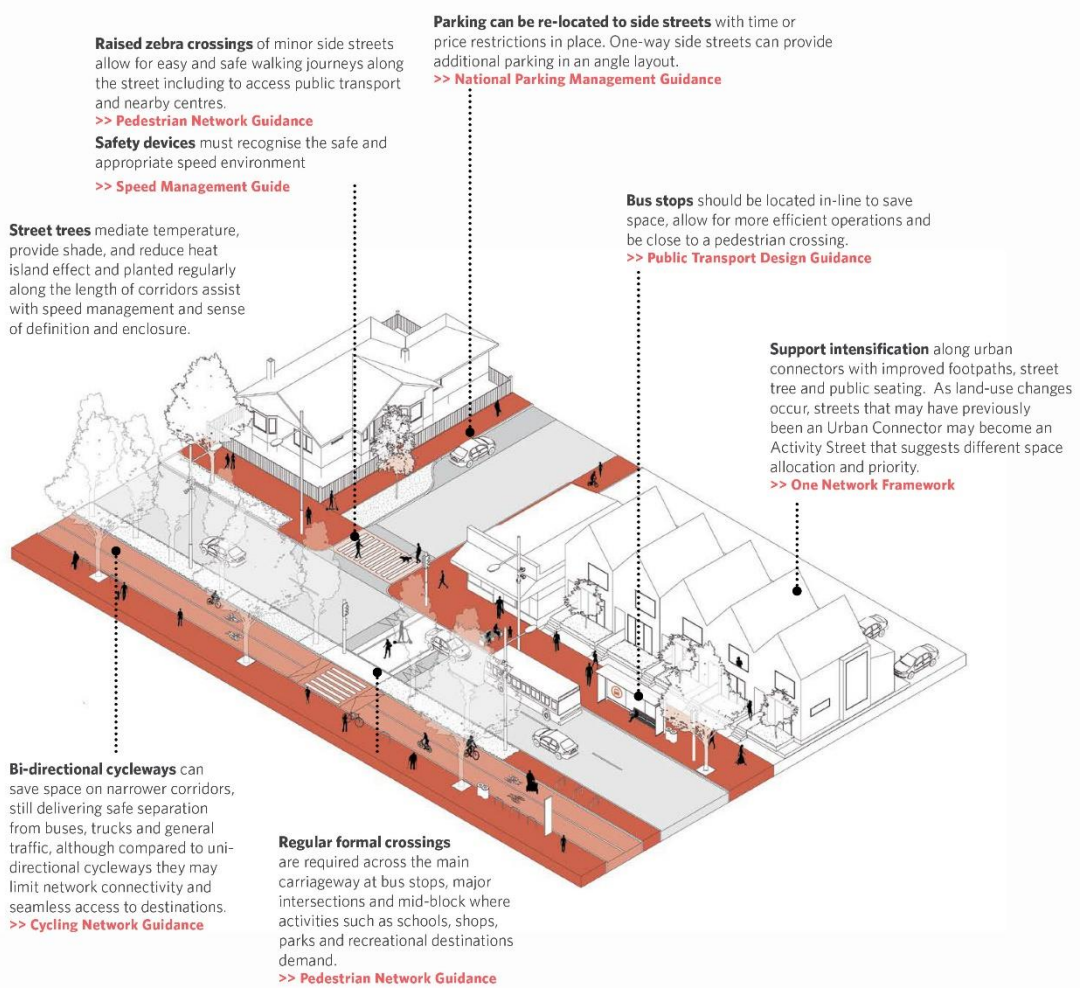 Parking can be re-located to side streets with time or
price restrictions in place. One-way side streets can provide
additional parking in an angle layout.
>> National Parking Management Guidance
Raised zebra crossings of minor side streets
allow for easy and safe walking journeys along
the street including to access public transport
and nearby centres.
>> Pedestrian Network Guidance
Safety devices must recognise the safe and
appropriate speed environment
>> Speed Management Guide
Bus stops should be located in-line to save
space, allow for more efficient operations and
be close to a pedestrian crossing.
>> Public Transport Design Guidance
Street trees mediate temperature,
provide shade, and reduce heat
island effect and planted regularly
along the length of corridors assist
with speed management and sense
of definition and enclosure.
Support intensification along urban
connectors with improved footpaths, street
tree and public seating. As land-use changes
occur, streets that may have previously
been an Urban Connector may become an
Activity Street that suggests different space
allocation and priority.
>> One Network Framework
Bi-directional cycleways can
save space on narrower corridors,
still delivering safe separation
from buses, trucks and general
traffic, although compared to uni-
directional cycleways they may
limit network connectivity and
seamless access to destinations.
>> Cycling Network Guidance
Regular formal crossings
are required across the main
carriageway at bus stops, major
intersections and mid-block where
activities such as schools, shops,
parks and recreational destinations
demand.
>> Pedestrian Network Guidance